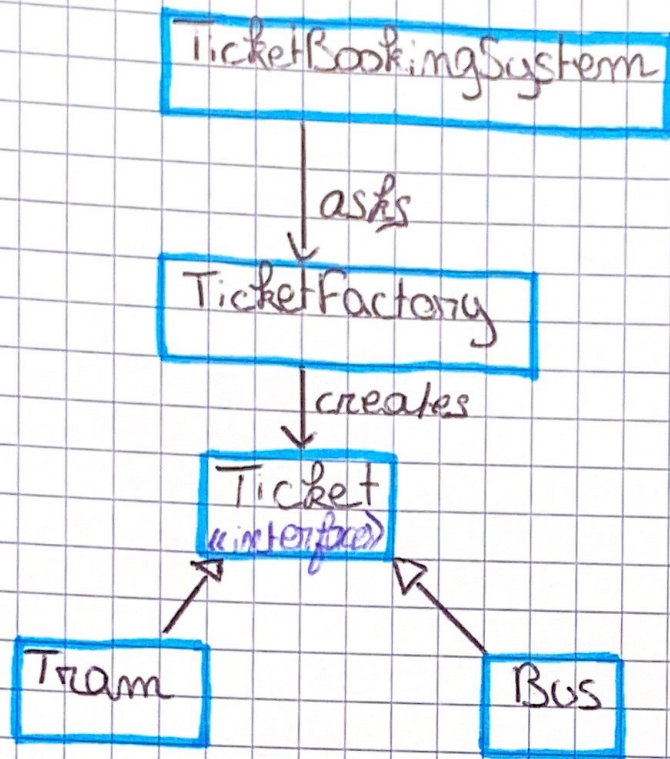 TicketBookingSystem
asks
TicketFactory
creates
Ticket
«interface»
Tram
Bus